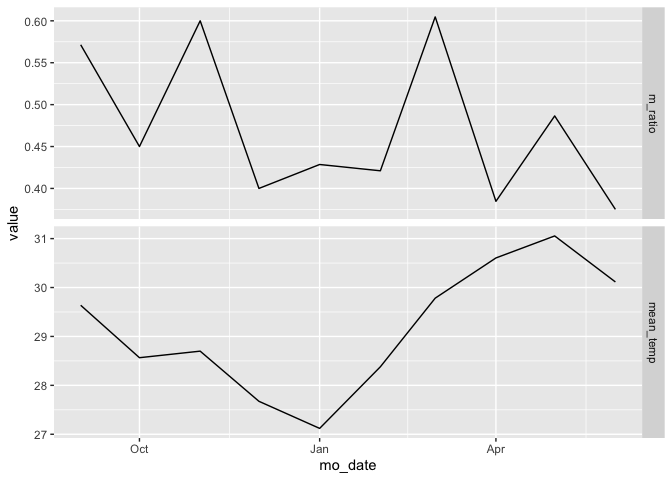 0.60
0.55
0.50
0.45
0.40
m_ratio
value
31
30
29
28
27
mean_temp
Oct Jan Apr
mo_date